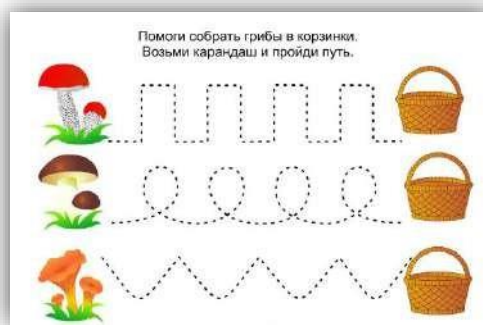 Помоги собрать грибы в корзинки.
Возьми карандаш и пройди путь.